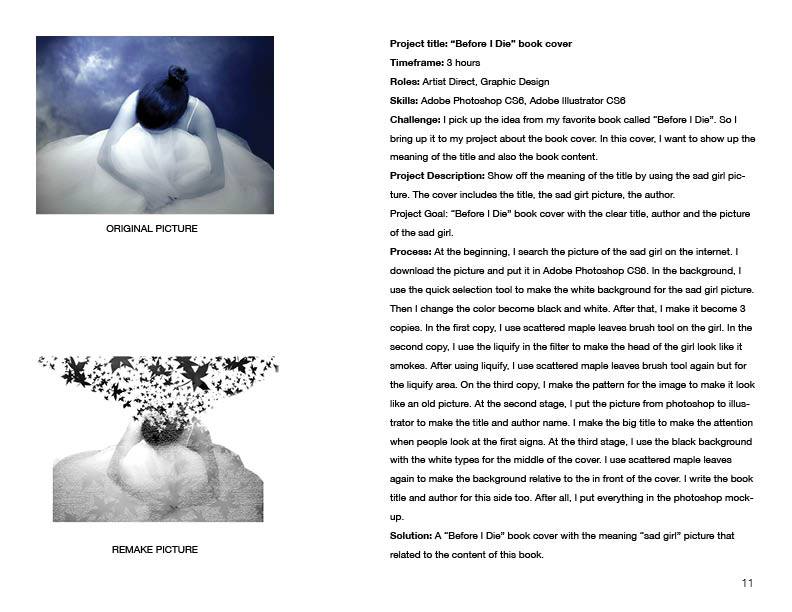 ORIGINAL PICTURE
REMAKE PICTURE
Project title: “Before I Die” book cover
Timeframe: 3 hours
Roles: Artist Direct, Graphic Design
Skills: Adobe Photoshop CS6, Adobe Illustrator CS6
Challenge: I pick up the idea from my favorite book called “Before I Die”. So I
bring up it to my project about the book cover. In this cover, I want to show up the
meaning of the title and also the book content.
Project Description: Show off the meaning of the title by using the sad girl pic-
ture. The cover includes the title, the sad girt picture, the author.
Project Goal: “Before I Die” book cover with the clear title, author and the picture
of the sad girl.
Process: At the beginning, I search the picture of the sad girl on the internet. I
download the picture and put it in Adobe Photoshop CS6. In the background, I
use the quick selection tool to make the white background for the sad girl picture.
Then I change the color become black and white. After that, I make it become 3
copies. In the first copy, I use scattered maple leaves brush tool on the girl. In the
second copy, I use the liquify in the filter to make the head of the girl look like it
smokes. After using liquify, I use scattered maple leaves brush tool again but for
the liquify area. On the third copy, I make the pattern for the image to make it look
like an old picture. At the second stage, I put the picture from photoshop to illus-
trator to make the title and author name. I make the big title to make the attention
when people look at the first signs. At the third stage, I use the black background
with the white types for the middle of the cover. I use scattered maple leaves
again to make the background relative to the in front of the cover. I write the book
title and author for this side too. After all, I put everything in the photoshop mock-
up.
Solution: A “Before I Die” book cover with the meaning “sad girl” picture that
related to the content of this book.
11